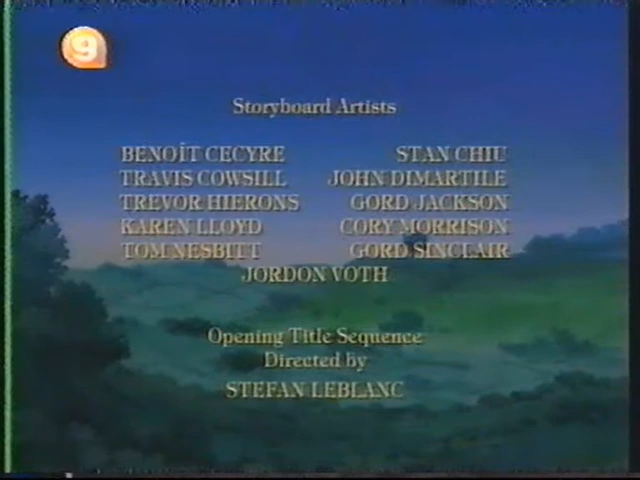 9
Storyboard Artists
BENOÎT CECYRE STAN CHIU
TRAVIS COWSILL JOHN DIMARTILE
TREVOR HIERONS GORD JACKSON
KAREN LLOYD CORY MORRISON
TOM NESBITT GORD SINCLAIR
JORDON VOTH
Opening Title Sequence
Directed by
STEFAN LEBLANC